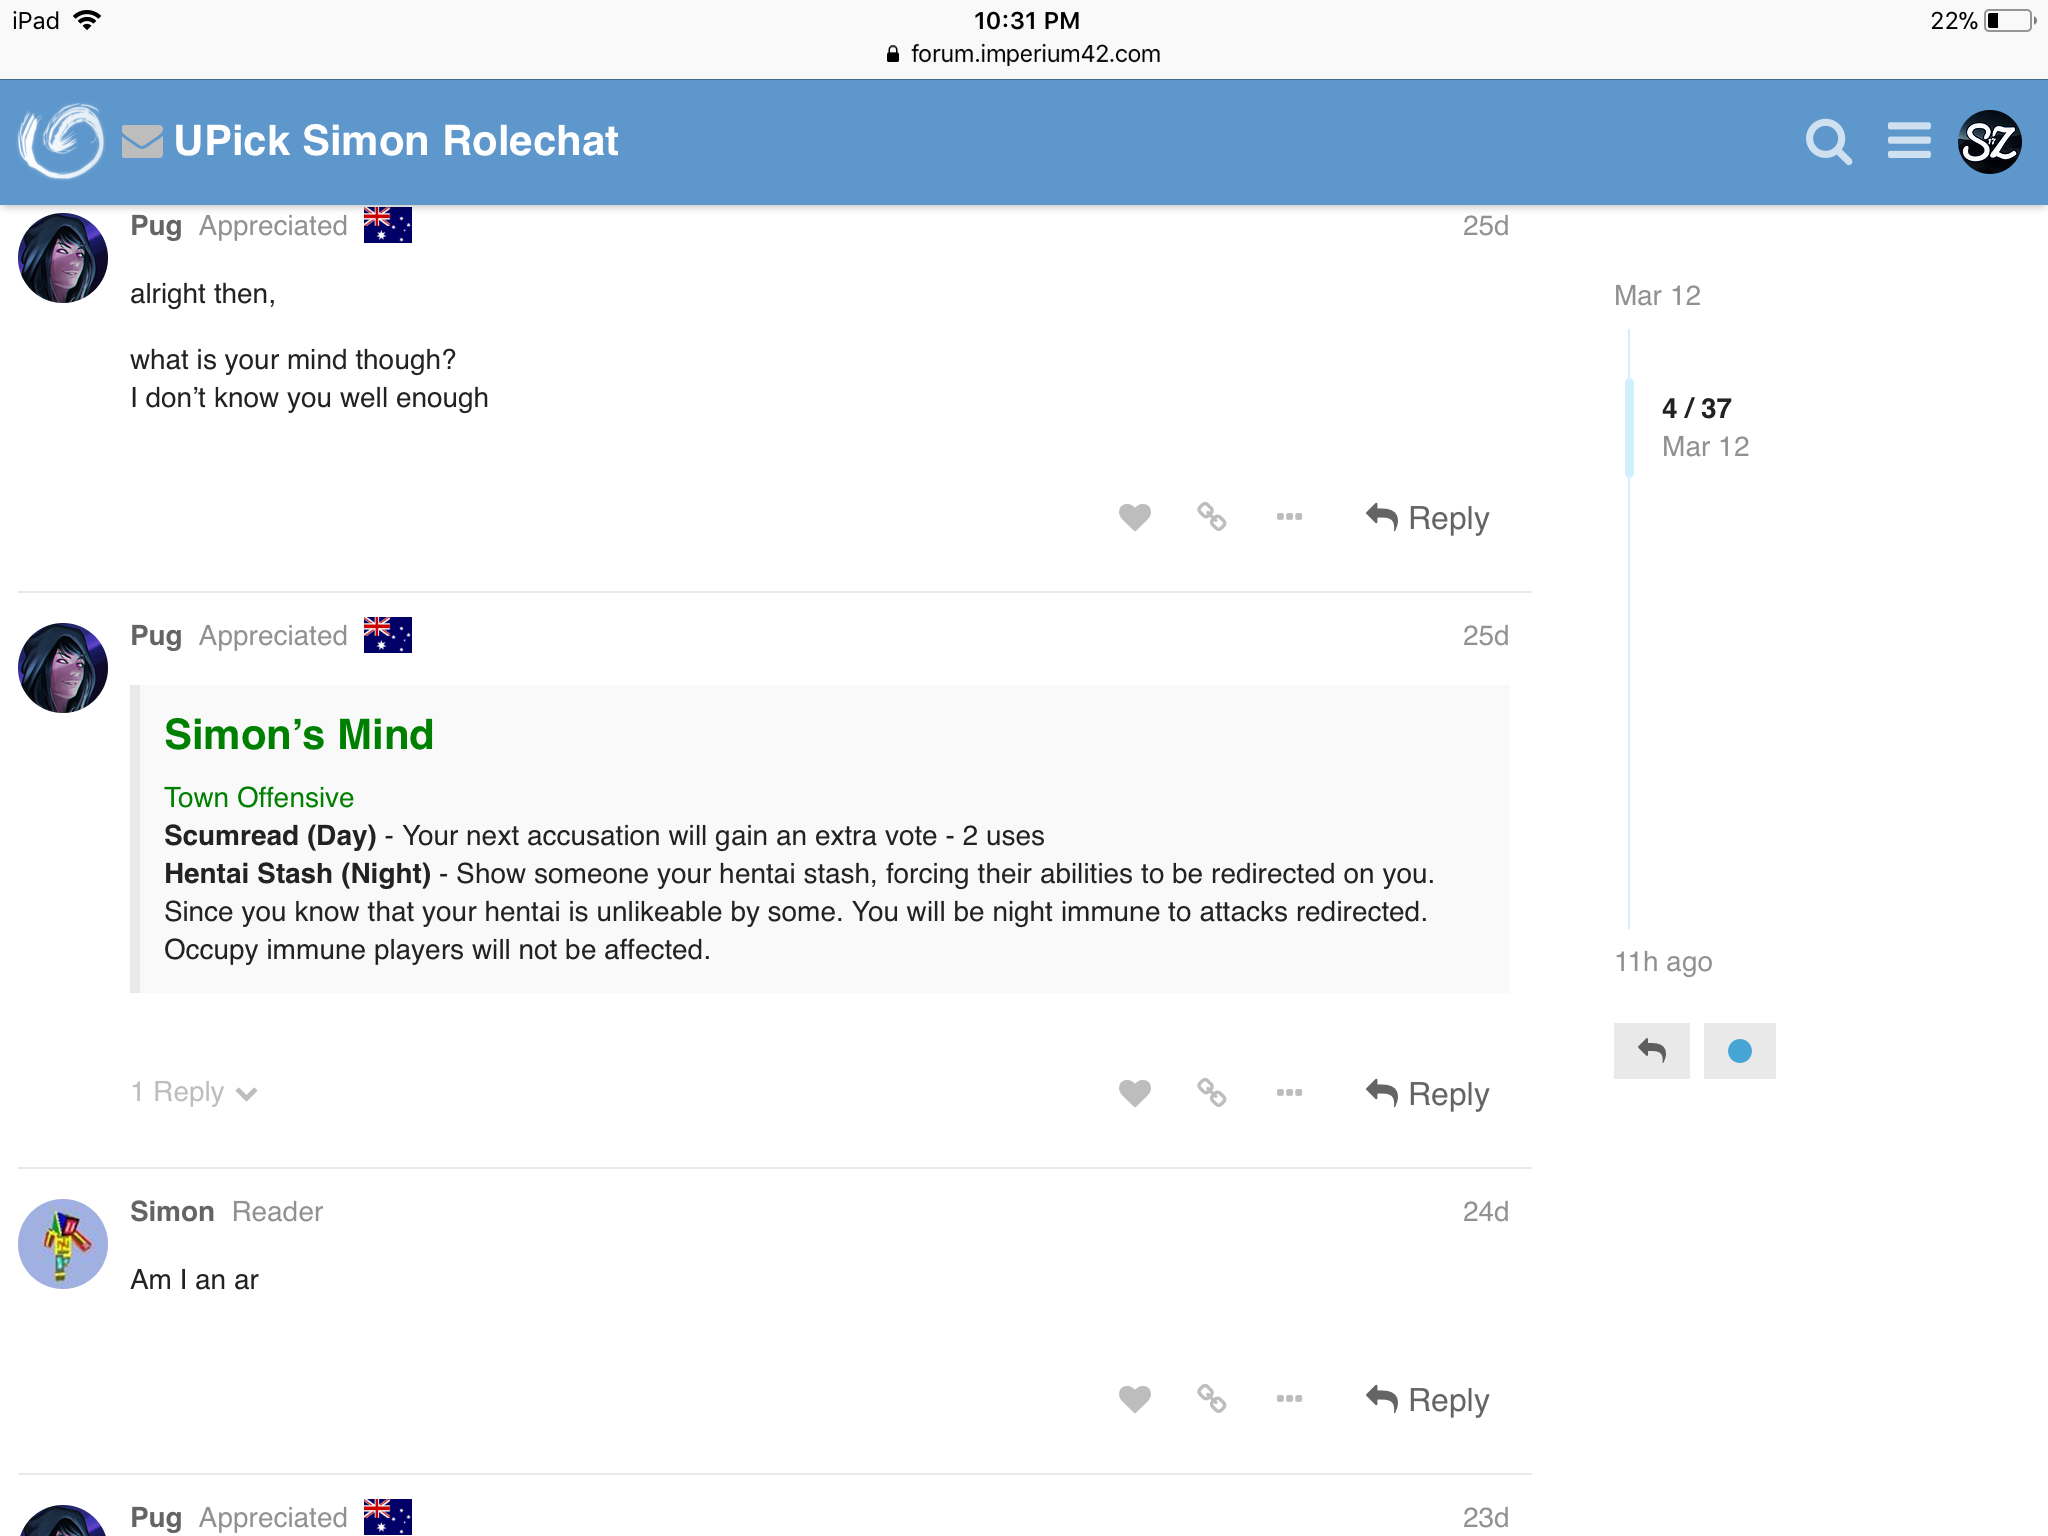 iPad
10:31 PM
22%
forum.imperium42.com
UPick Simon Rolechat
SZ
Pug Appreciated
25d
alright then,
what is your mind though?
I don’t know you well enough
Reply
Mar 12
4 / 37
Mar 12
Pug Appreciated
25d
Simon’s Mind
Town Offensive
Scumread (Day) - Your next accusation will gain an extra vote - 2 uses
Hentai Stash (Night) - Show someone your hentai stash, forcing their abilities to be redirected on you.
Since you know that your hentai is unlikeable by some. You will be night immune to attacks redirected.
Occupy immune players will not be affected.
11h ago
1 Reply
Reply
Simon Reader
24d
Am I an ar
Reply
Pug Appreciated
23d